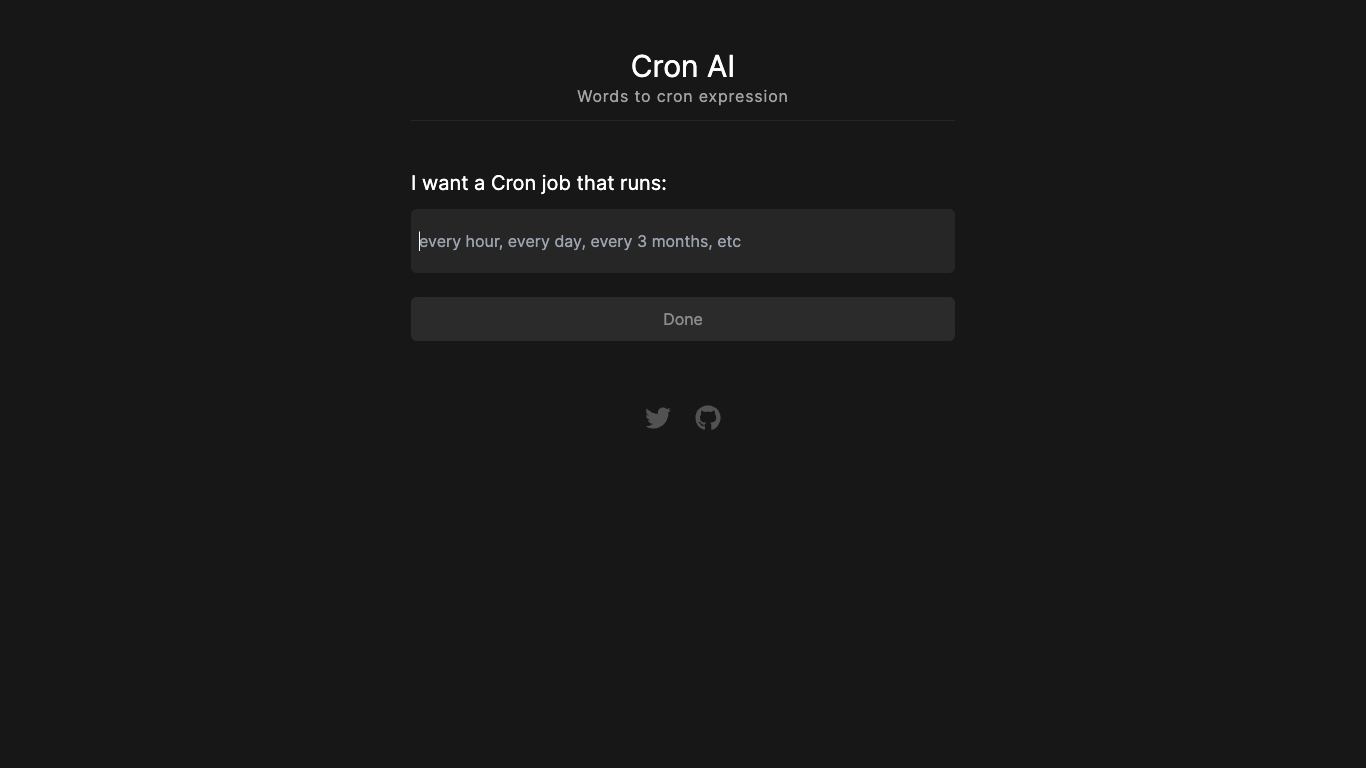 Cron AI
Words to cron expression
I want a Cron job that runs:
every hour, every day, every 3 months, etc
Done